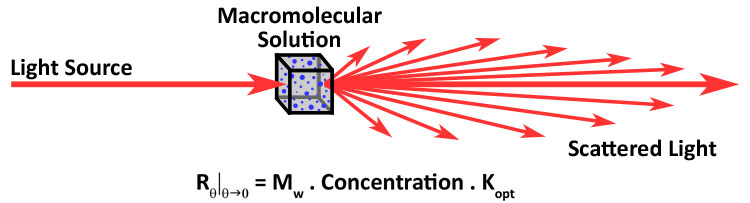 Macromolecular
Solution
Light Source
Scattered Light
Rθ|θ→0 = Mw . Concentration . Kopt